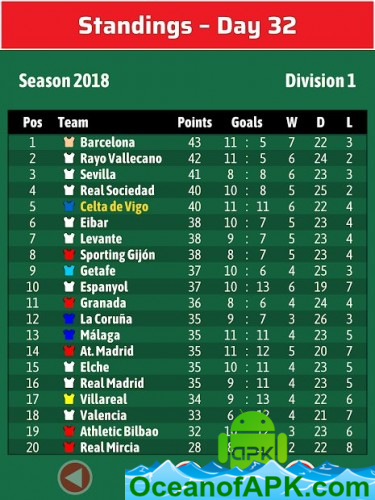 Standings - Day 32
Season 2018 Division 1
Pos Team Points Goals W D L
1 Barcelona 43 11 : 5 7 22 3
2 Rayo Vallecano 42 11 : 5 6 24 2
3 Sevilla 41 8 : 8 6 23 3
4 Real Sociedad 40 10 : 8 5 25 2
5 Celta de Vigo 40 11 : 11 6 22 4
6 Eibar 38 10 : 7 5 23 4
7 Levante 38 9 : 7 5 23 4
8 Sporting Gijón 38 8 : 7 5 23 4
9 Getafe 37 10 : 6 4 25 3
10 Espanyol 37 10 : 13 6 19 7
11 Granada 36 8 : 6 4 24 4
12 La Coruña 35 9 : 7 3 26 3
13 Málaga 35 11 : 11 4 23 5
14 At. Madrid 35 11 : 12 5 20 7
15 Elche 35 10 : 11 4 23 5
16 Real Madrid 35 9 : 11 4 23 5
17 Villareal 34 9 : 13 4 22 6
18 Valencia 33 6 : 12 4 21 7
19 Athletic Bilbao 32 3 23 6
20 Real Mircia 28 8 22 8
APK
OceanofAPK.com